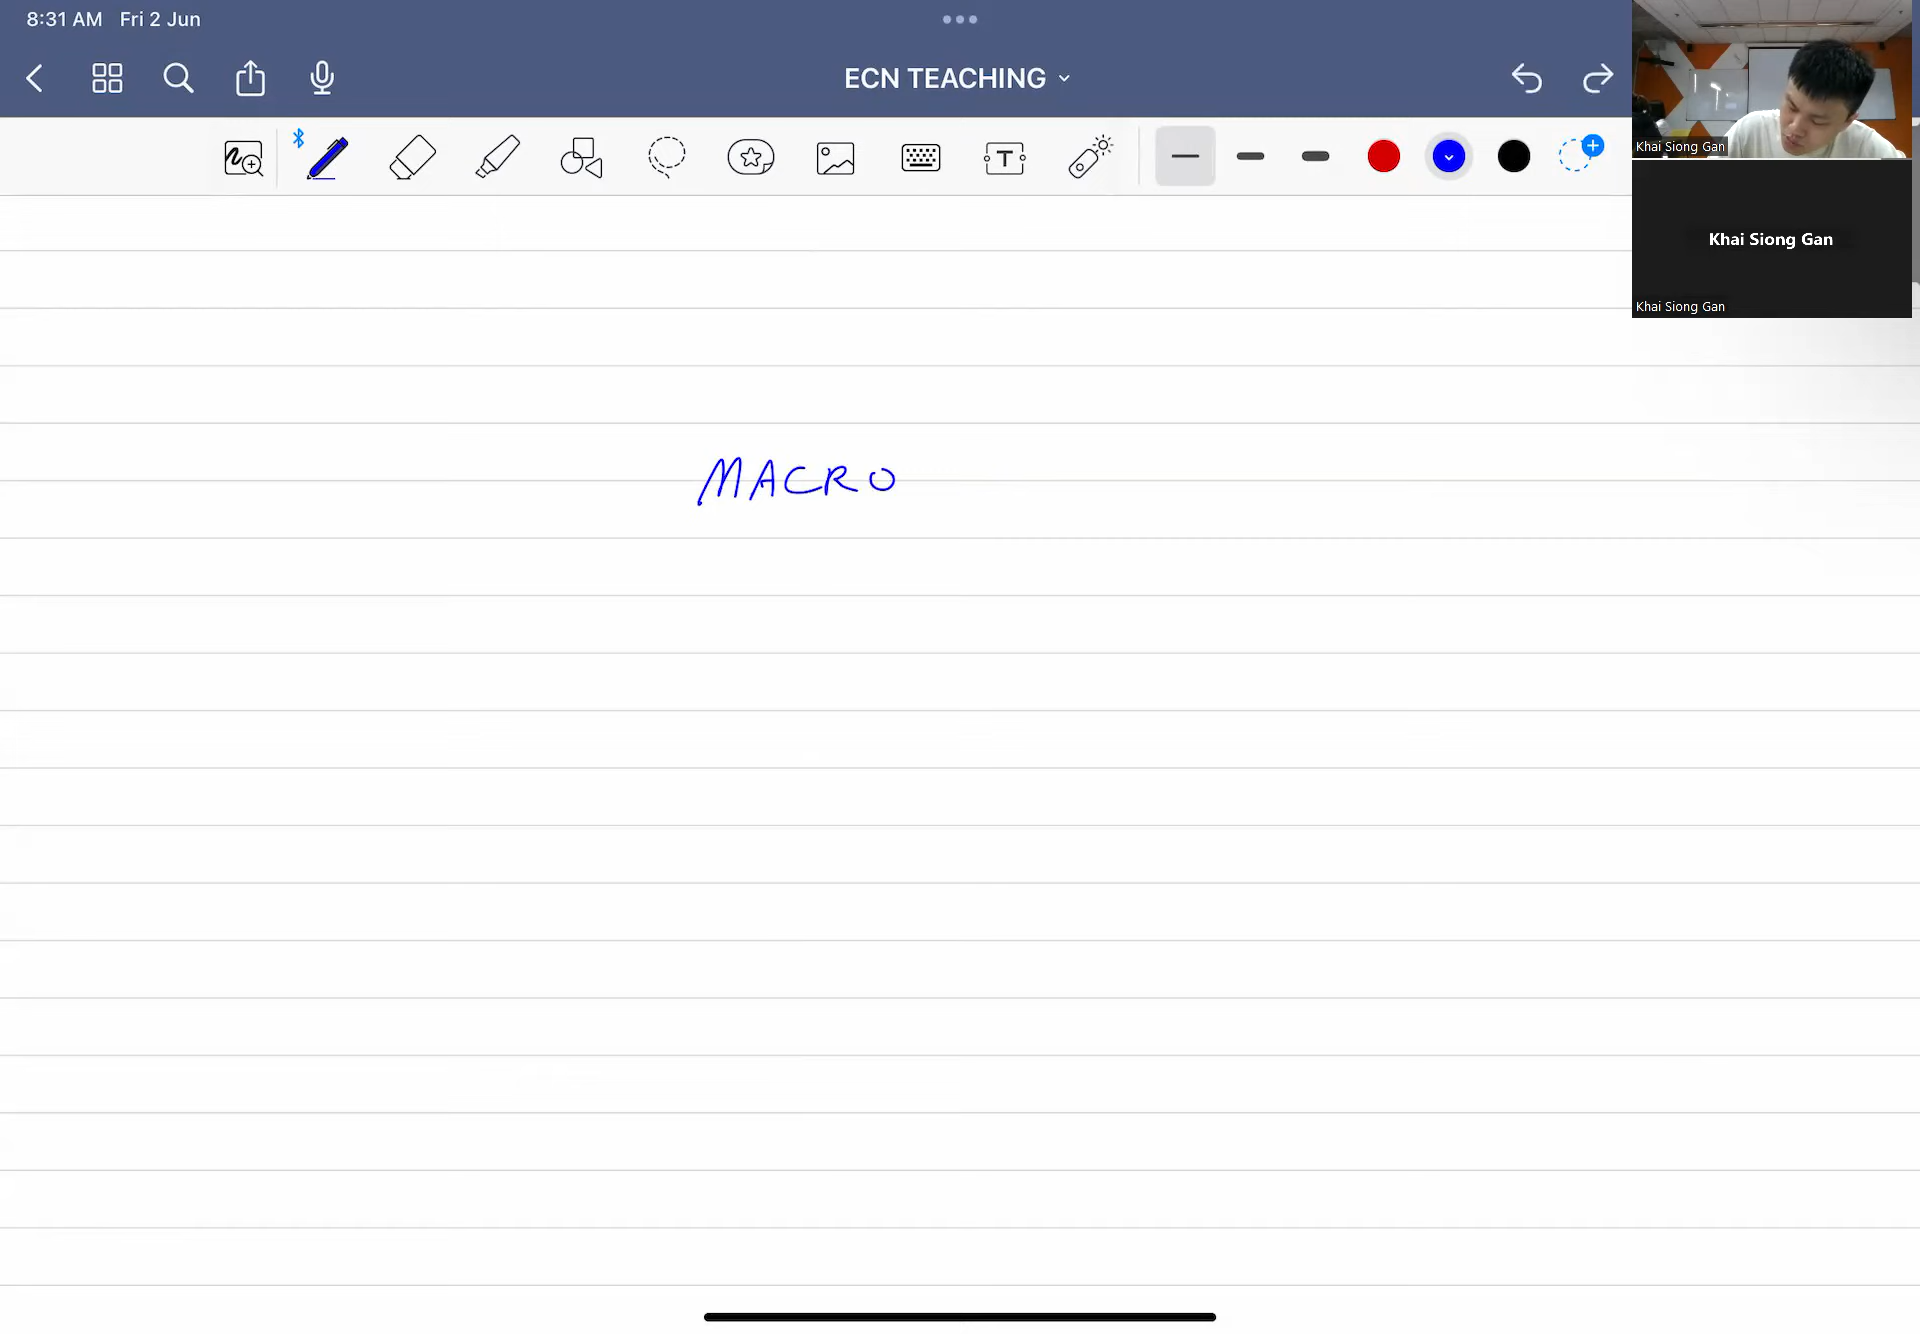 8:31 AM Fri 2 Jun
ECN TEACHING
T
Khai Siong Gan
Khai Siong Gan
Khai Siong Gan
MACRO